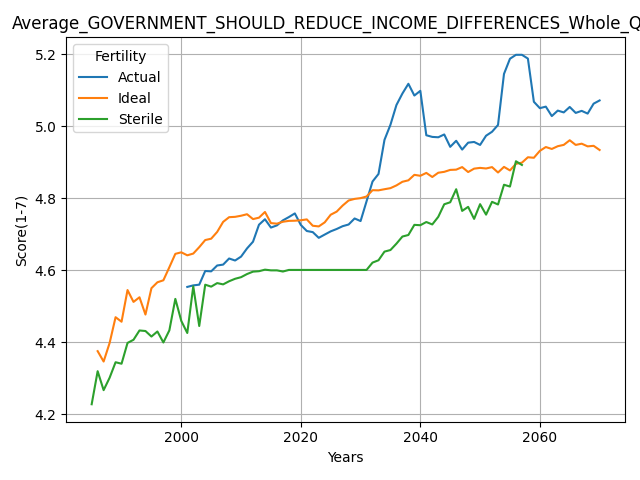 Average_GOVERNMENT_SHOULD_REDUCE_INCOME_DIFFERENCES_Whole_Q
Fertility
Actual
Ideal
Sterile
5.2
5.0
4.8
4.6
4.4
4.2
Score(1-7)
2000
2020
2040
2060
Years